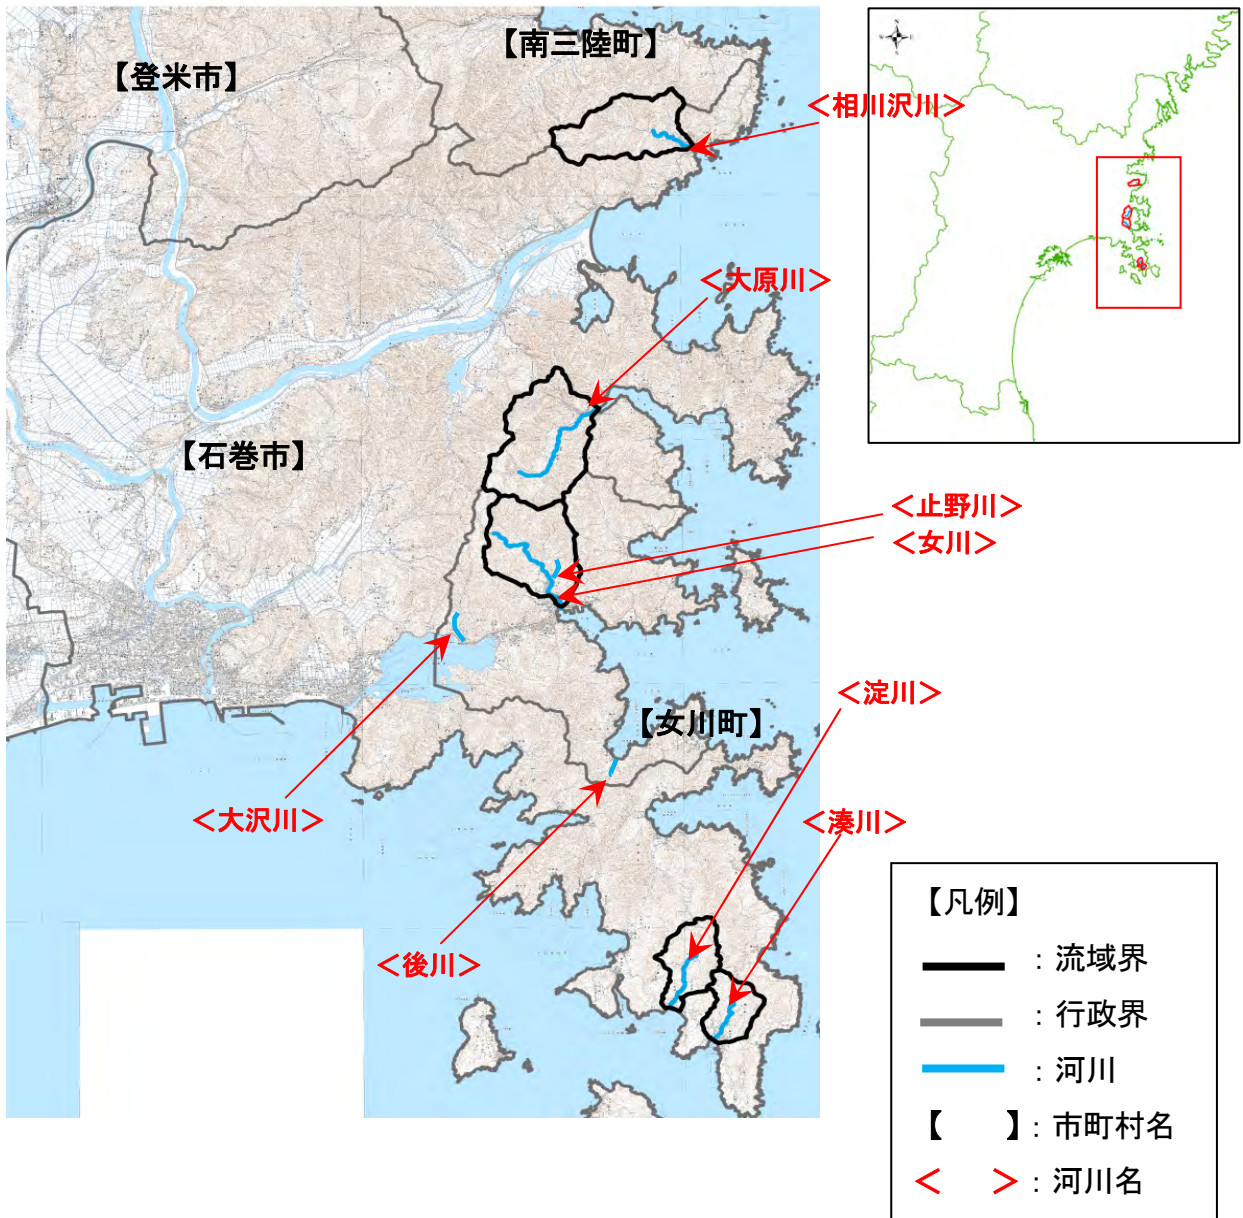 【南三陸町】
【登米市】
＜相川沢川＞
＜大原川＞
【石巻市】
＜止野川＞
＜女川＞
＜淀川＞
【女川町】
＜大沢川＞
＜湊川＞
＜後川＞
【凡例】
：流域界
：行政界
：河川
【　　】：市町村名
＜　　＞：河川名